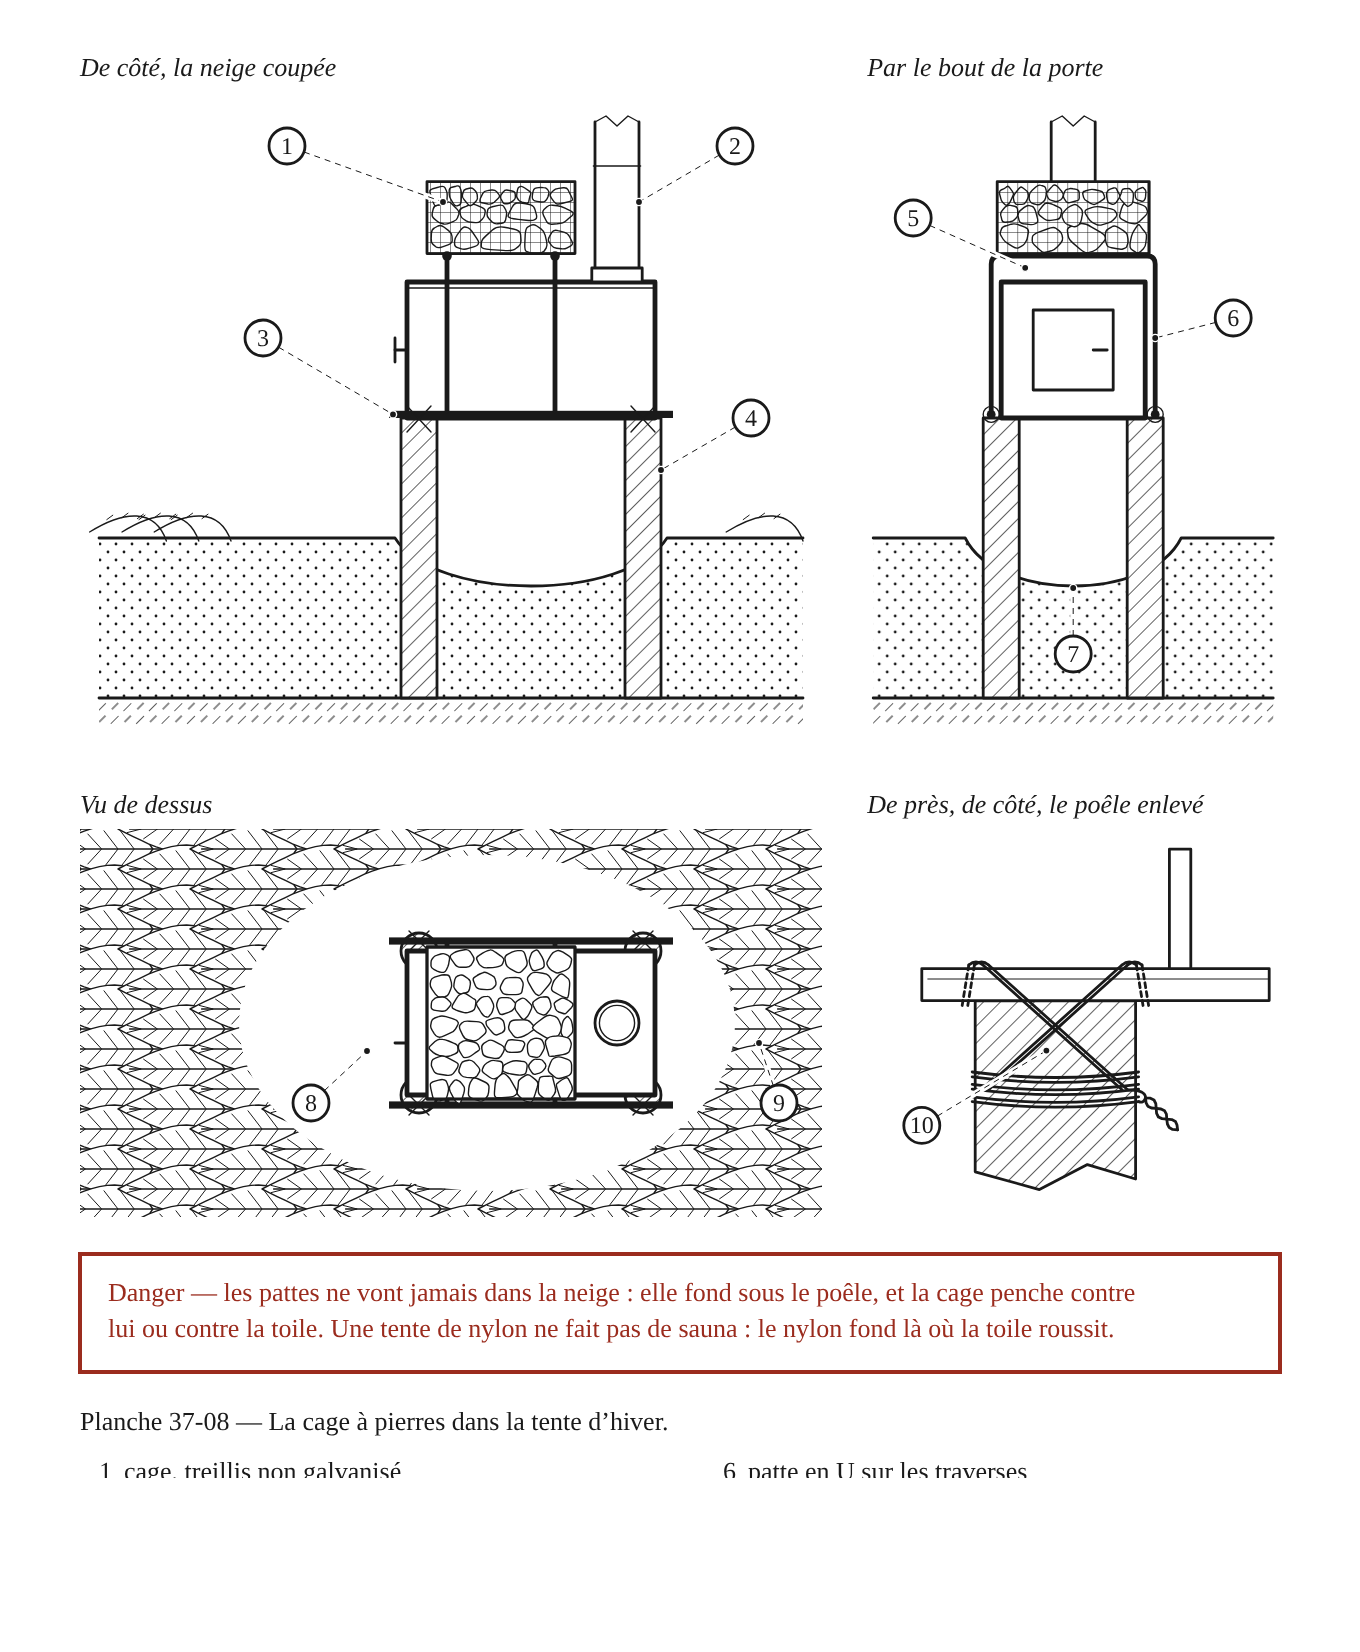 De côté, la neige coupée
Par le bout de la porte
1
2
5
3
6
4
7
Vu de dessus
De près, de côté, le poêle enlevé
8
9
10
Danger — les pattes ne vont jamais dans la neige : elle fond sous le poêle, et la cage penche contre
lui ou contre la toile. Une tente de nylon ne fait pas de sauna : le nylon fond là où la toile roussit.
Planche 37-08 — La cage à pierres dans la tente d’hiver.
1 cage, treillis non galvanisé
6 patte en U sur les traverses